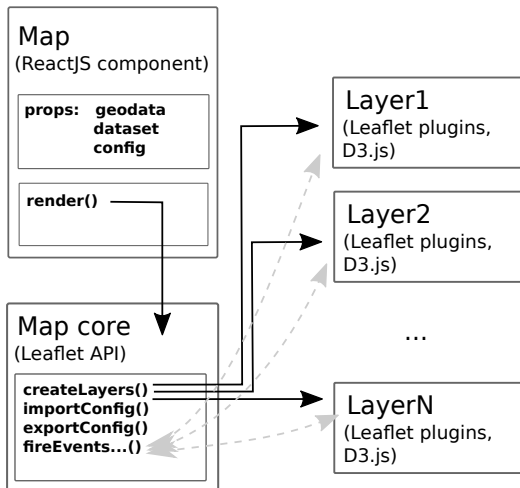 Map
(ReactJS component)
props: geodata
dataset
config
render()
Map core
(Leaflet API)
createLayers()
importConfig()
exportConfig()
fireEvents...()
Layer1
(Leaflet plugins,
D3.js)
Layer2
(Leaflet plugins,
D3.js)
...
LayerN
(Leaflet plugins,
D3.js)